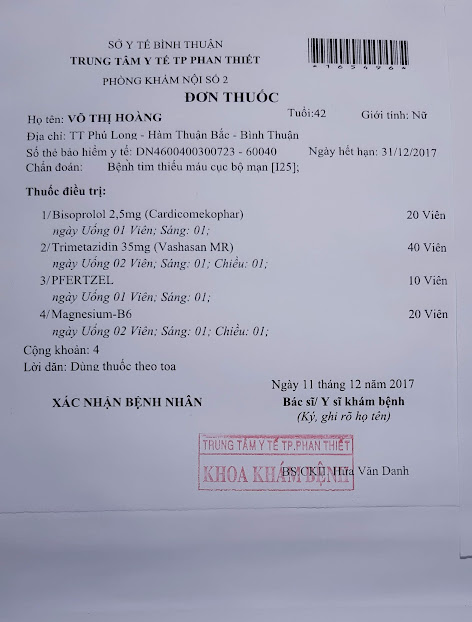 SỞ Y TẾ BÌNH THUẬN
TRUNG TÂM Y TẾ TP PHAN THIẾT
PHÒNG KHÁM NỘI SỐ 2
*165496*
ĐƠN THUỐC
Họ tên: VÕ THỊ HOÀNG Tuổi:42 Giới tính: Nữ
Địa chỉ: TT Phú Long - Hàm Thuận Bắc - Bình Thuận
Số thẻ bảo hiểm y tế: DN4600400300723 - 60040 Ngày hết hạn: 31/12/2017
Chẩn đoán: Bệnh tim thiếu máu cục bộ mạn [I25];
Thuốc điều trị:
1/ Bisoprolol 2,5mg (Cardicomekophar) 20 Viên
ngày Uống 01 Viên; Sáng: 01;
2/ Trimetazidin 35mg (Vashasan MR) 40 Viên
ngày Uống 02 Viên; Sáng: 01; Chiều: 01;
3/ PFERTZEL 10 Viên
ngày Uống 01 Viên; Sáng: 01;
4/ Magnesium-B6 20 Viên
ngày Uống 02 Viên; Sáng: 01; Chiều: 01;
Cộng khoản: 4
Lời dặn: Dùng thuốc theo toa
Ngày 11 tháng 12 năm 2017
XÁC NHẬN BỆNH NHÂN Bác sĩ/ Y sĩ khám bệnh
(Ký, ghi rõ họ tên)
TRUNG TÂM Y TẾ TP.PHAN THIẾT
KHOA KHÁM BỆNH
BS CKII Hứa Văn Danh